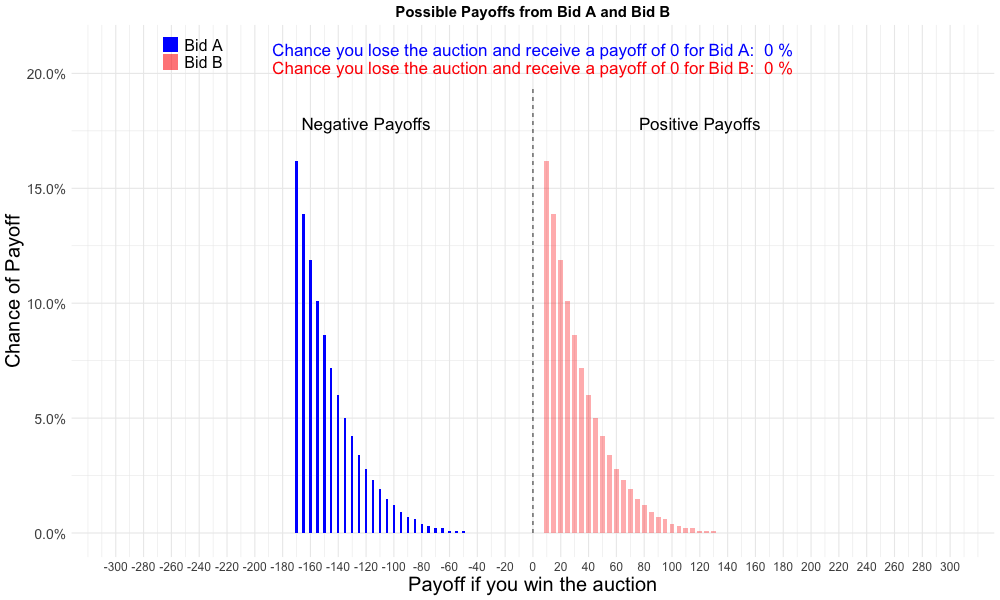 Possible Payoffs from Bid A and Bid B
Bid A
Bid B
Chance you lose the auction and receive a payoff of 0 for Bid A:  0 %
Chance you lose the auction and receive a payoff of 0 for Bid B:  0 %
Negative Payoffs
Positive Payoffs
Chance of Payoff
20.0%
15.0%
10.0%
5.0%
0.0%
-300 -280 -260 -240 -220 -200 -180 -160 -140 -120 -100 -80 -60 -40 -20 0 20 40 60 80 100 120 140 160 180 200 220 240 260 280 300
Payoff if you win the auction